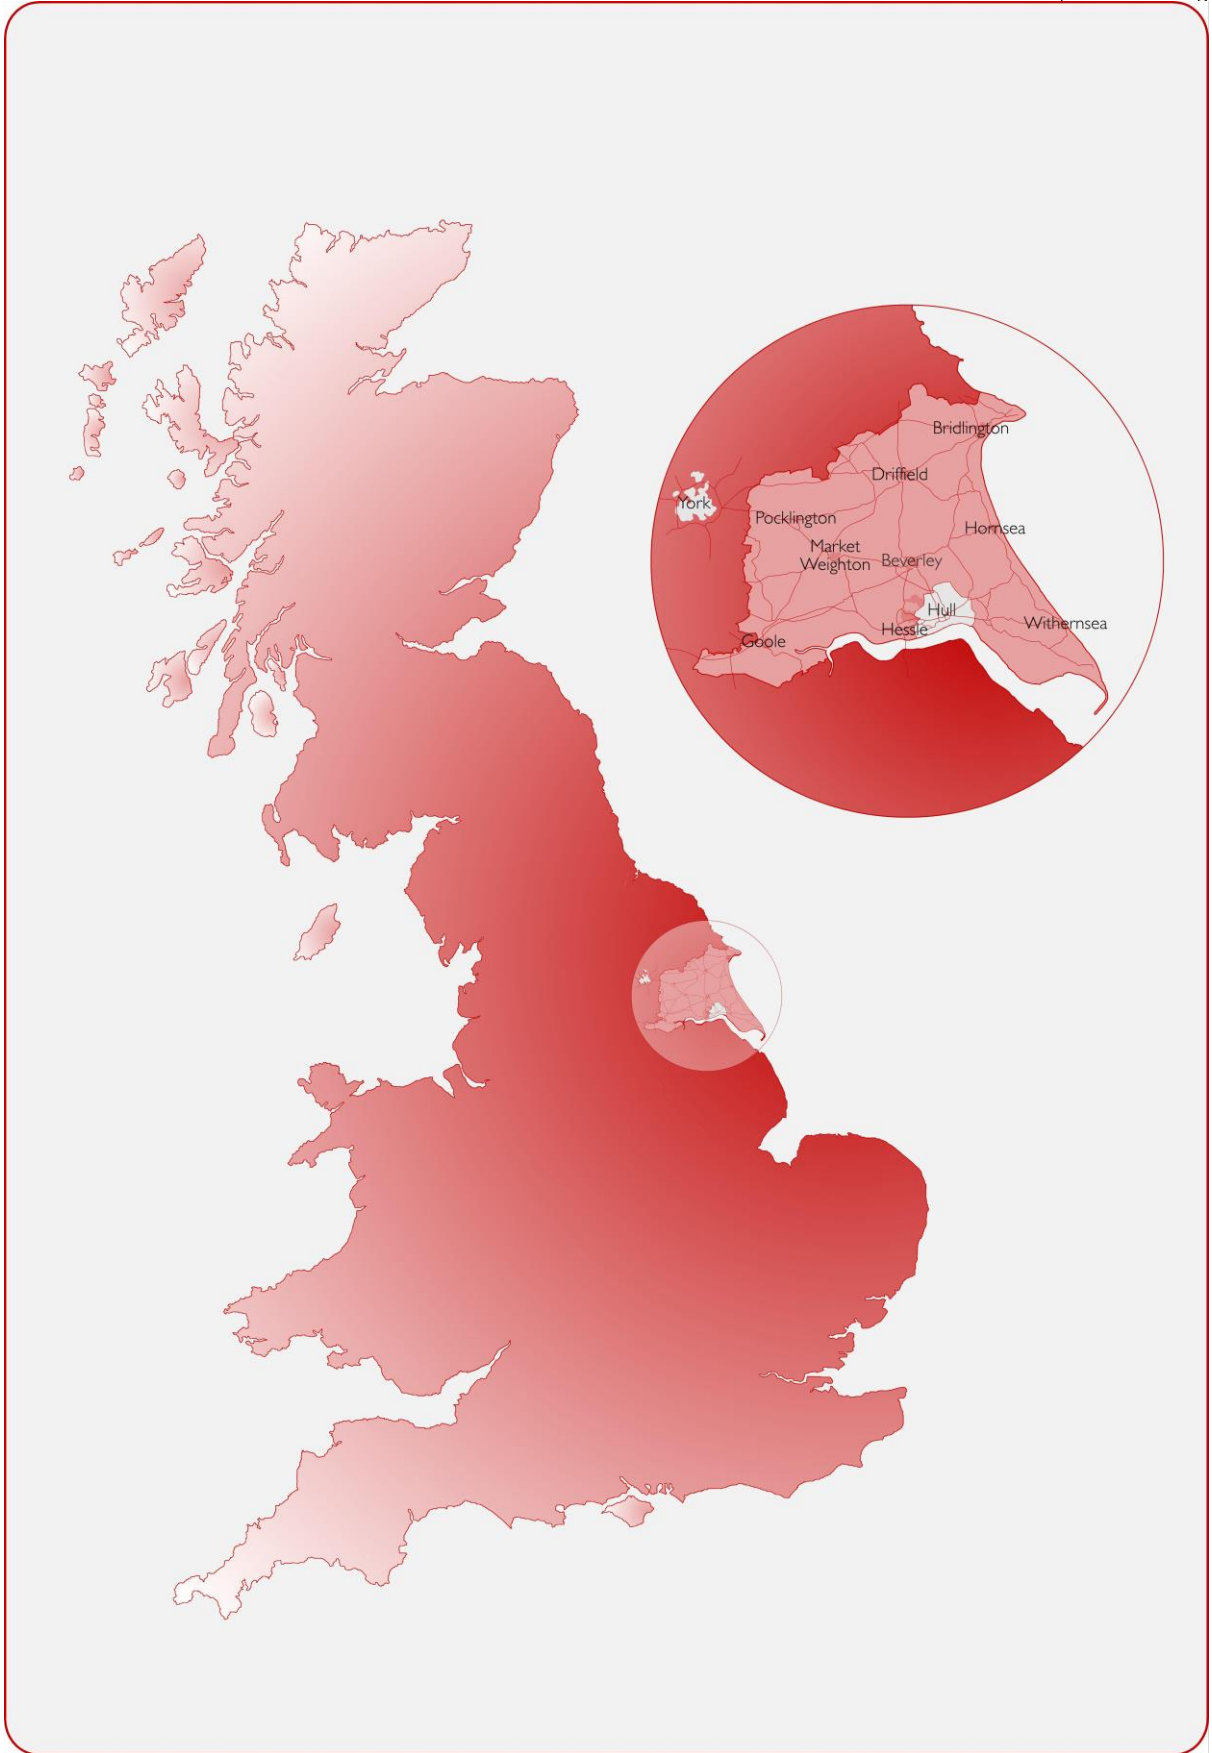 Bridlington
Driffield
York
Pocklington
Hornsea
Market
Weighton
Beverley
Hull
Withernsea
Hessle
Goole